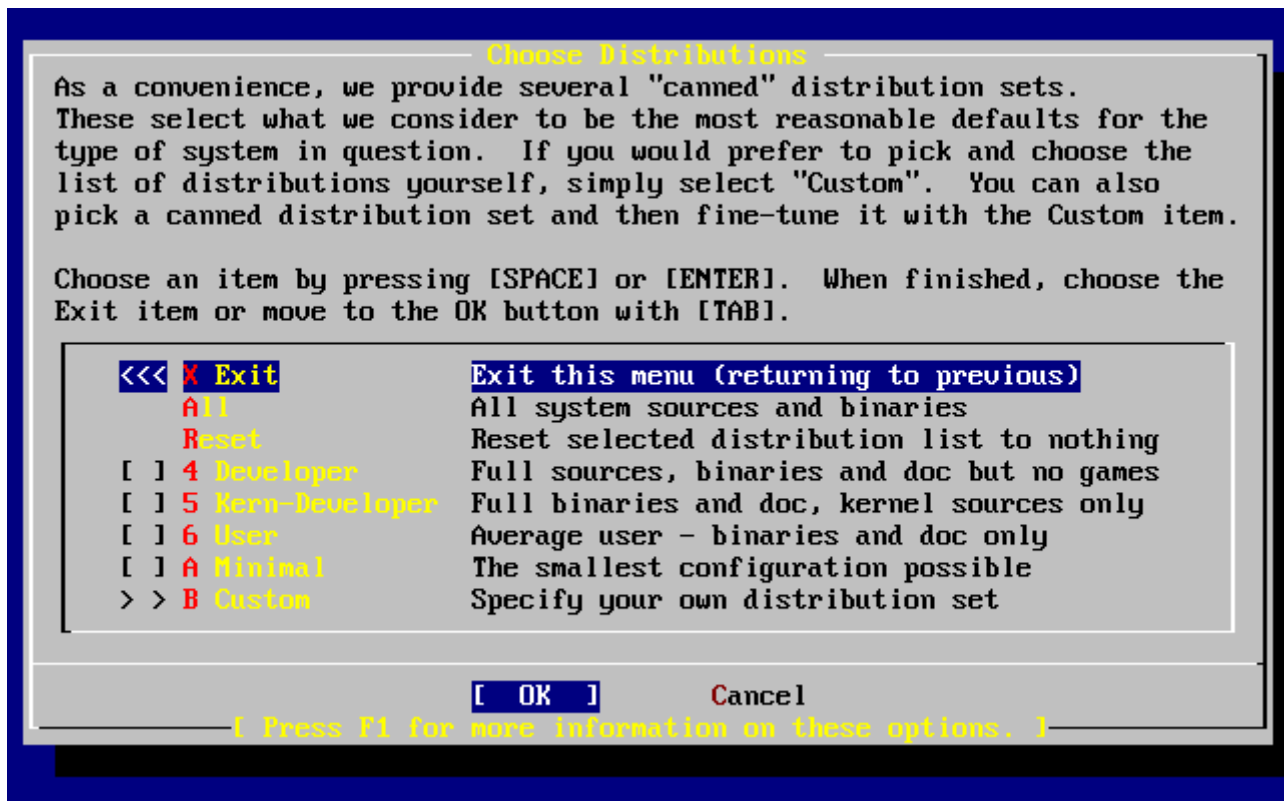 Choose Distributions
As a convenience, we provide several "canned" distribution sets.
These select what we consider to be the most reasonable defaults for the
type of system in question.  If you would prefer to pick and choose the
list of distributions yourself, simply select "Custom".  You can also
pick a canned distribution set and then fine-tune it with the Custom item.
Choose an item by pressing [SPACE] or [ENTER].  When finished, choose the
Exit item or move to the OK button with [TAB].
<<< X Exit Exit this menu (returning to previous)
All All system sources and binaries
Reset Reset selected distribution list to nothing
[ ] 4 Developer Full sources, binaries and doc but no games
[ ] 5 Kern-Developer Full binaries and doc, kernel sources only
[ ] 6 User Average user - binaries and doc only
[ ] A Minimal The smallest configuration possible
> > B Custom Specify your own distribution set
[ OK ] Cancel
[ Press F1 for more information on these options. ]